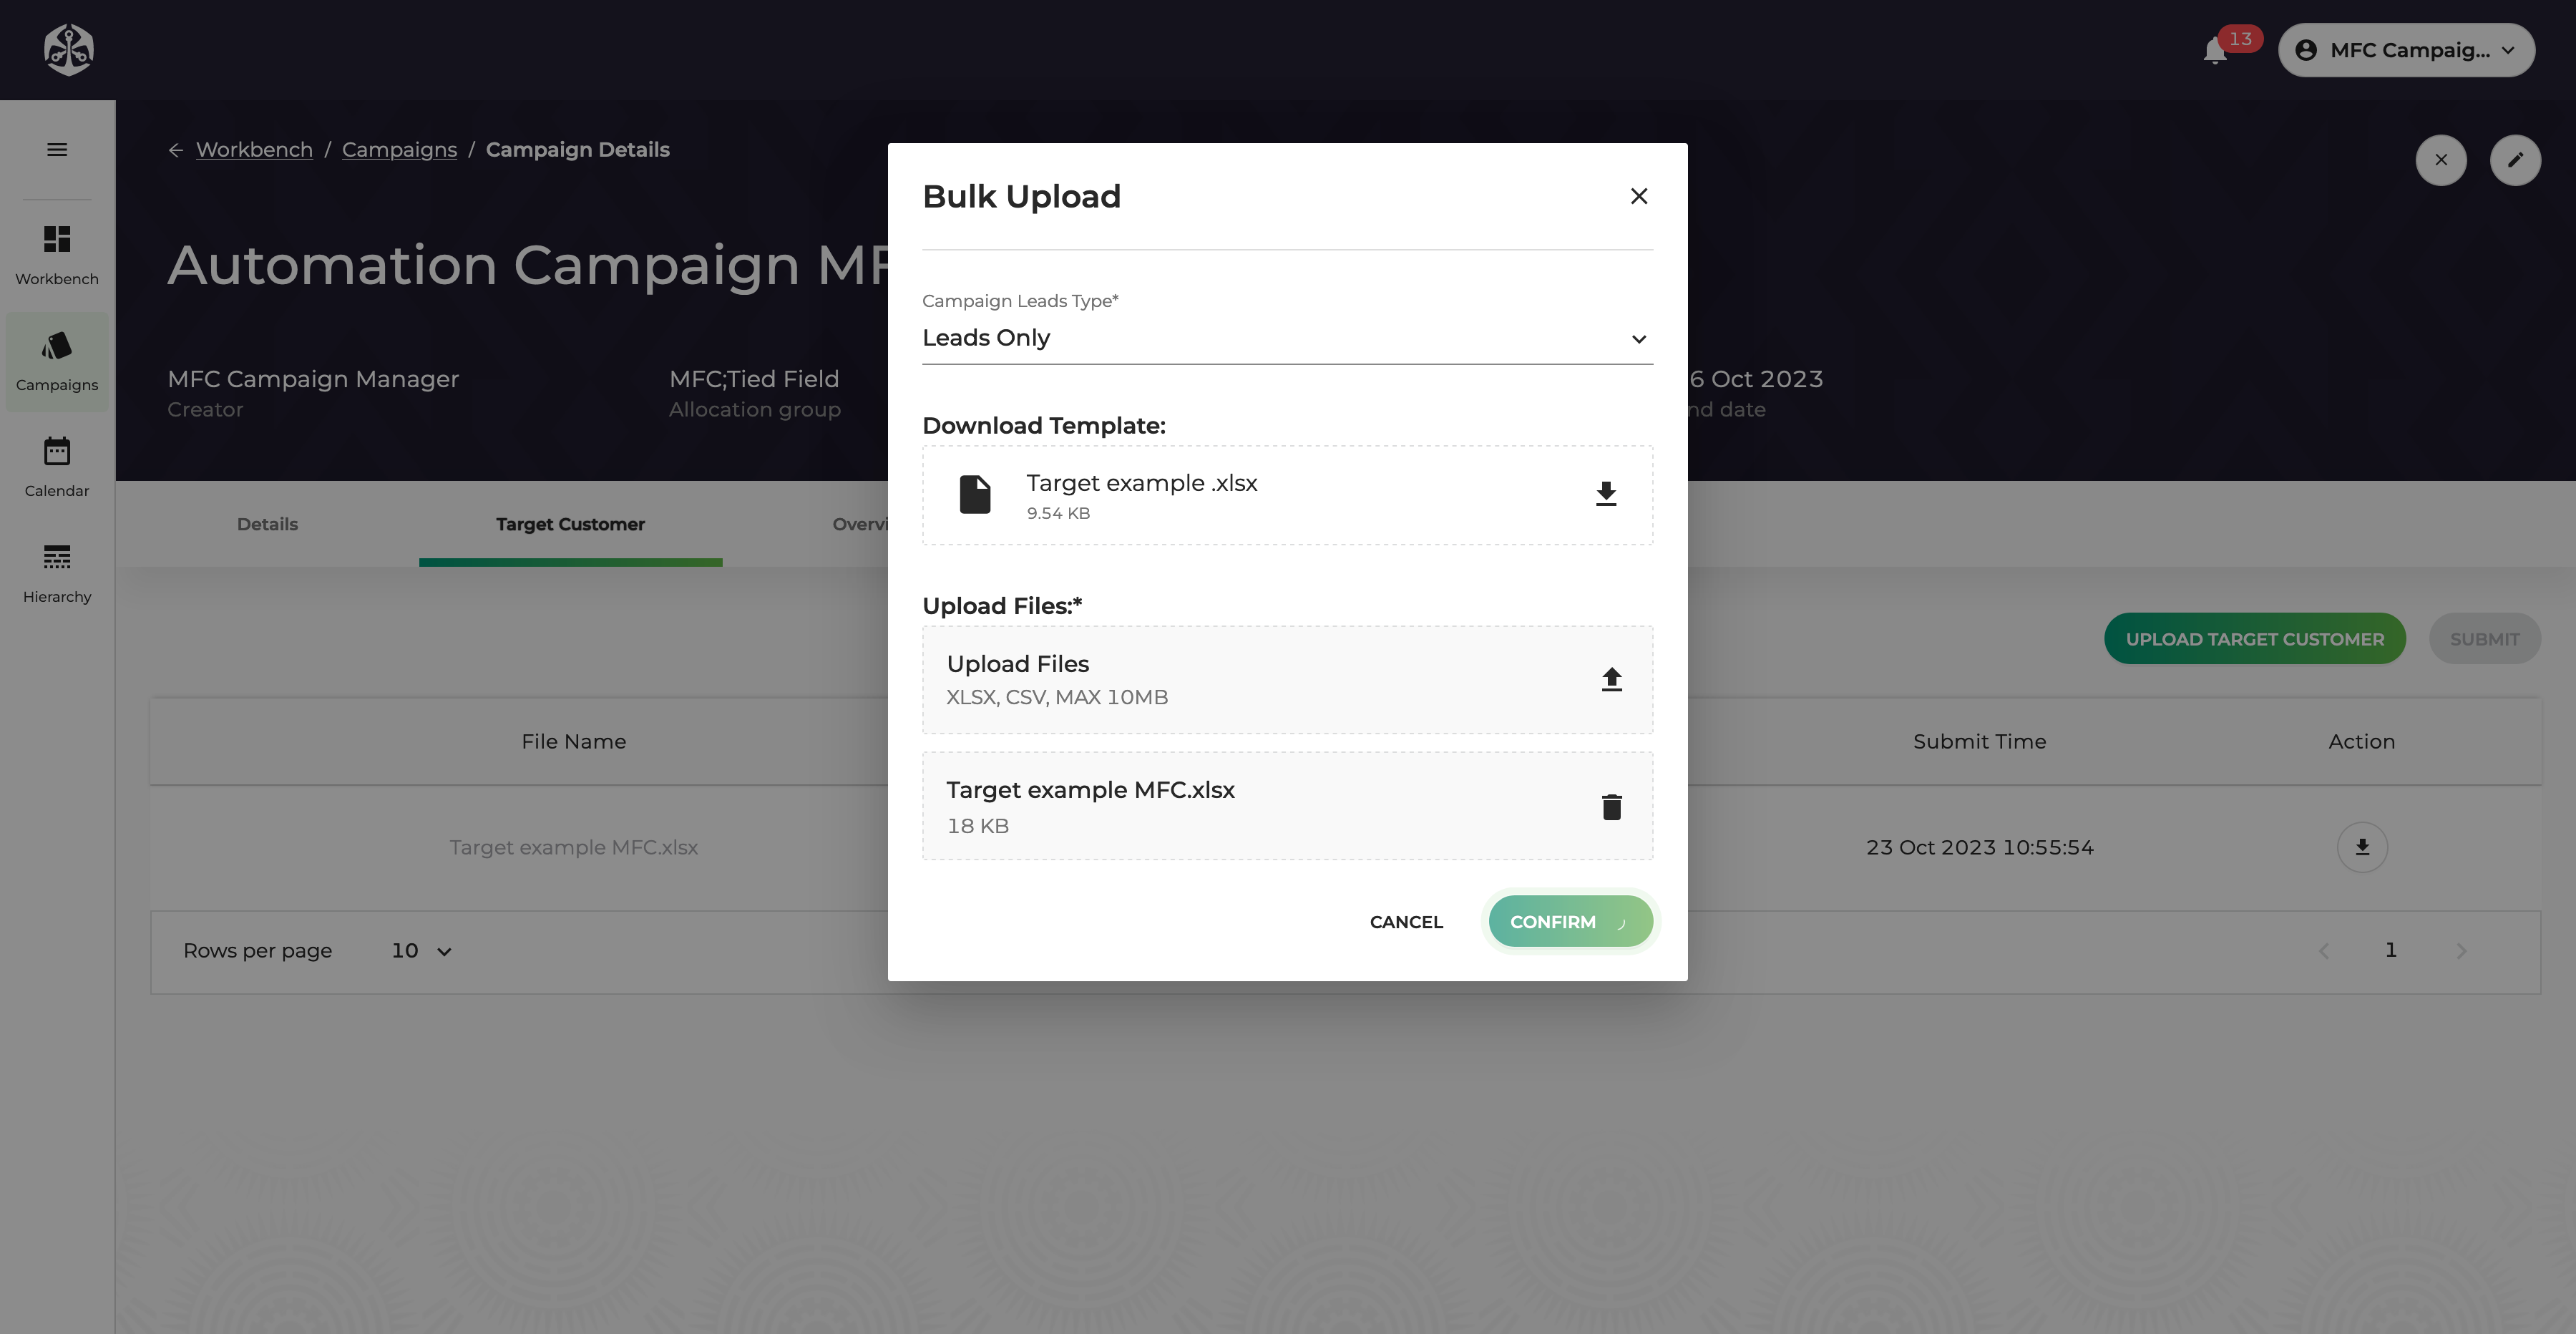 13
MFC Campaig...
Workbench / Campaigns / Campaign Details
Automation Campaign MF
MFC Campaign Manager
Creator
MFC;Tied Field
Allocation group
6 Oct 2023
nd date
Workbench
Campaigns
Calendar
Hierarchy
Details
Target Customer
Overvi
UPLOAD TARGET CUSTOMER
SUBMIT
File Name
Submit Time
Action
Target example MFC.xlsx
23 Oct 2023 10:55:54
Rows per page
10
1
Bulk Upload
Campaign Leads Type*
Leads Only
Download Template:
Target example .xlsx
9.54 KB
Upload Files:*
Upload Files
XLSX, CSV, MAX 10MB
Target example MFC.xlsx
18 KB
CANCEL
CONFIRM